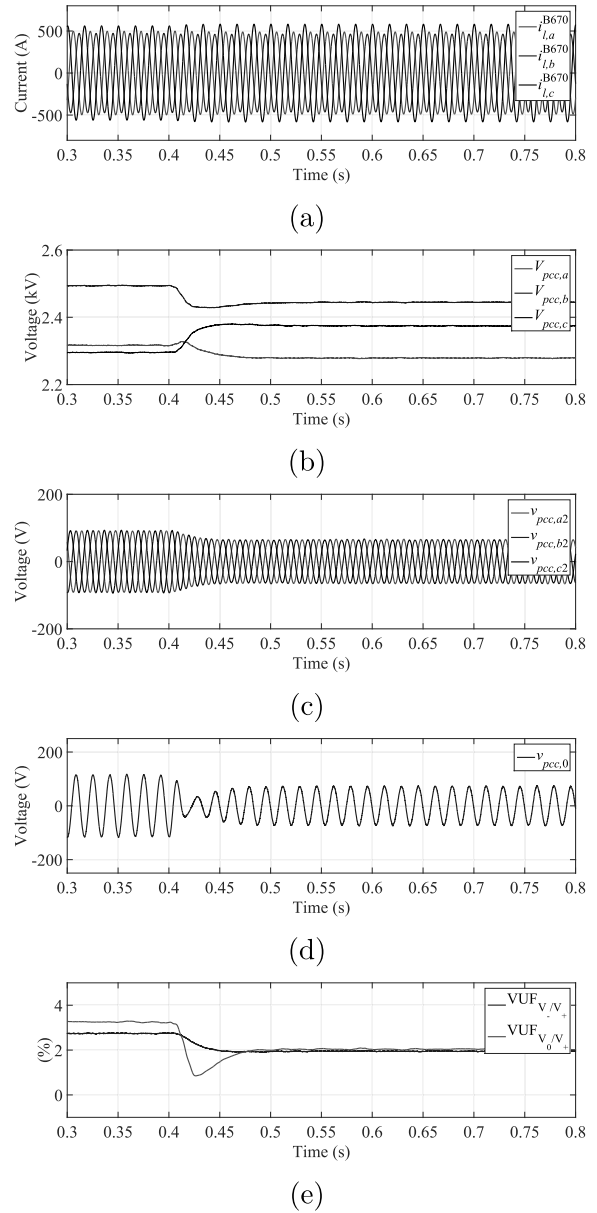 500
0
-500
Current (A)
i_{l,a}^{B670}
i_{l,b}^{B670}
i_{l,c}^{B670}
0.3 0.35 0.4 0.45 0.5 0.55 0.6 0.65 0.7 0.75 0.8
Time (s)
(a)
2.6
2.4
2.2
Voltage (kV)
V_{pcc,a}
V_{pcc,b}
V_{pcc,c}
0.3 0.35 0.4 0.45 0.5 0.55 0.6 0.65 0.7 0.75 0.8
Time (s)
(b)
200
0
-200
Voltage (V)
v_{pcc,a2}
v_{pcc,b2}
v_{pcc,c2}
0.3 0.35 0.4 0.45 0.5 0.55 0.6 0.65 0.7 0.75 0.8
Time (s)
(c)
200
0
-200
Voltage (V)
v_{pcc,0}
0.3 0.35 0.4 0.45 0.5 0.55 0.6 0.65 0.7 0.75 0.8
Time (s)
(d)
4
2
0
(%)
VUF_{V_-/V_+}
VUF_{V_0/V_+}
0.3 0.35 0.4 0.45 0.5 0.55 0.6 0.65 0.7 0.75 0.8
Time (s)
(e)